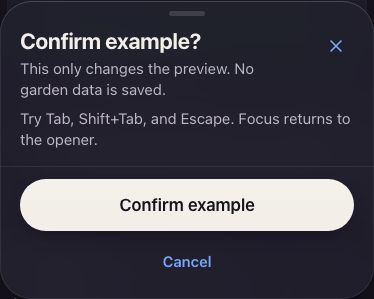 Confirm example?
This only changes the preview. No
garden data is saved.
Try Tab, Shift+Tab, and Escape. Focus returns to
the opener.
Confirm example
Cancel